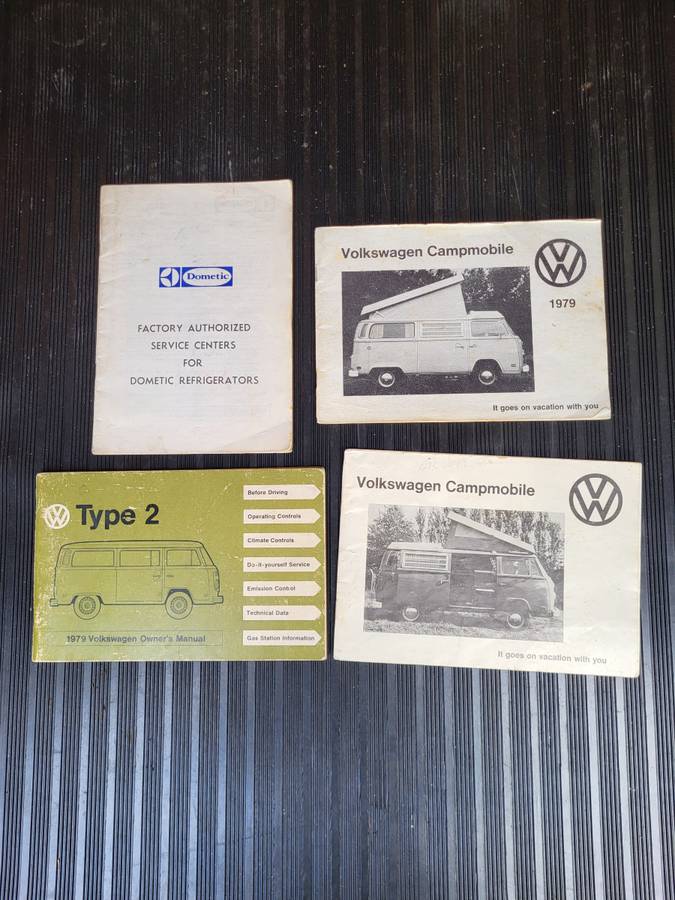 Dometic
FACTORY AUTHORIZED
SERVICE CENTERS
FOR
DOMETIC REFRIGERATORS
Volkswagen Campmobile
1979
It goes on vacation with you
Type 2
1979 Volkswagen Owner's Manual
Before Driving
Operating Controls
Climate Controls
Do-it-yourself Service
Emission Control
Technical Data
Gas Station Information
Volkswagen Campmobile
It goes on vacation with you